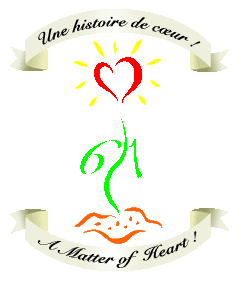 Une histoire de cœur !
A Matter of Heart !